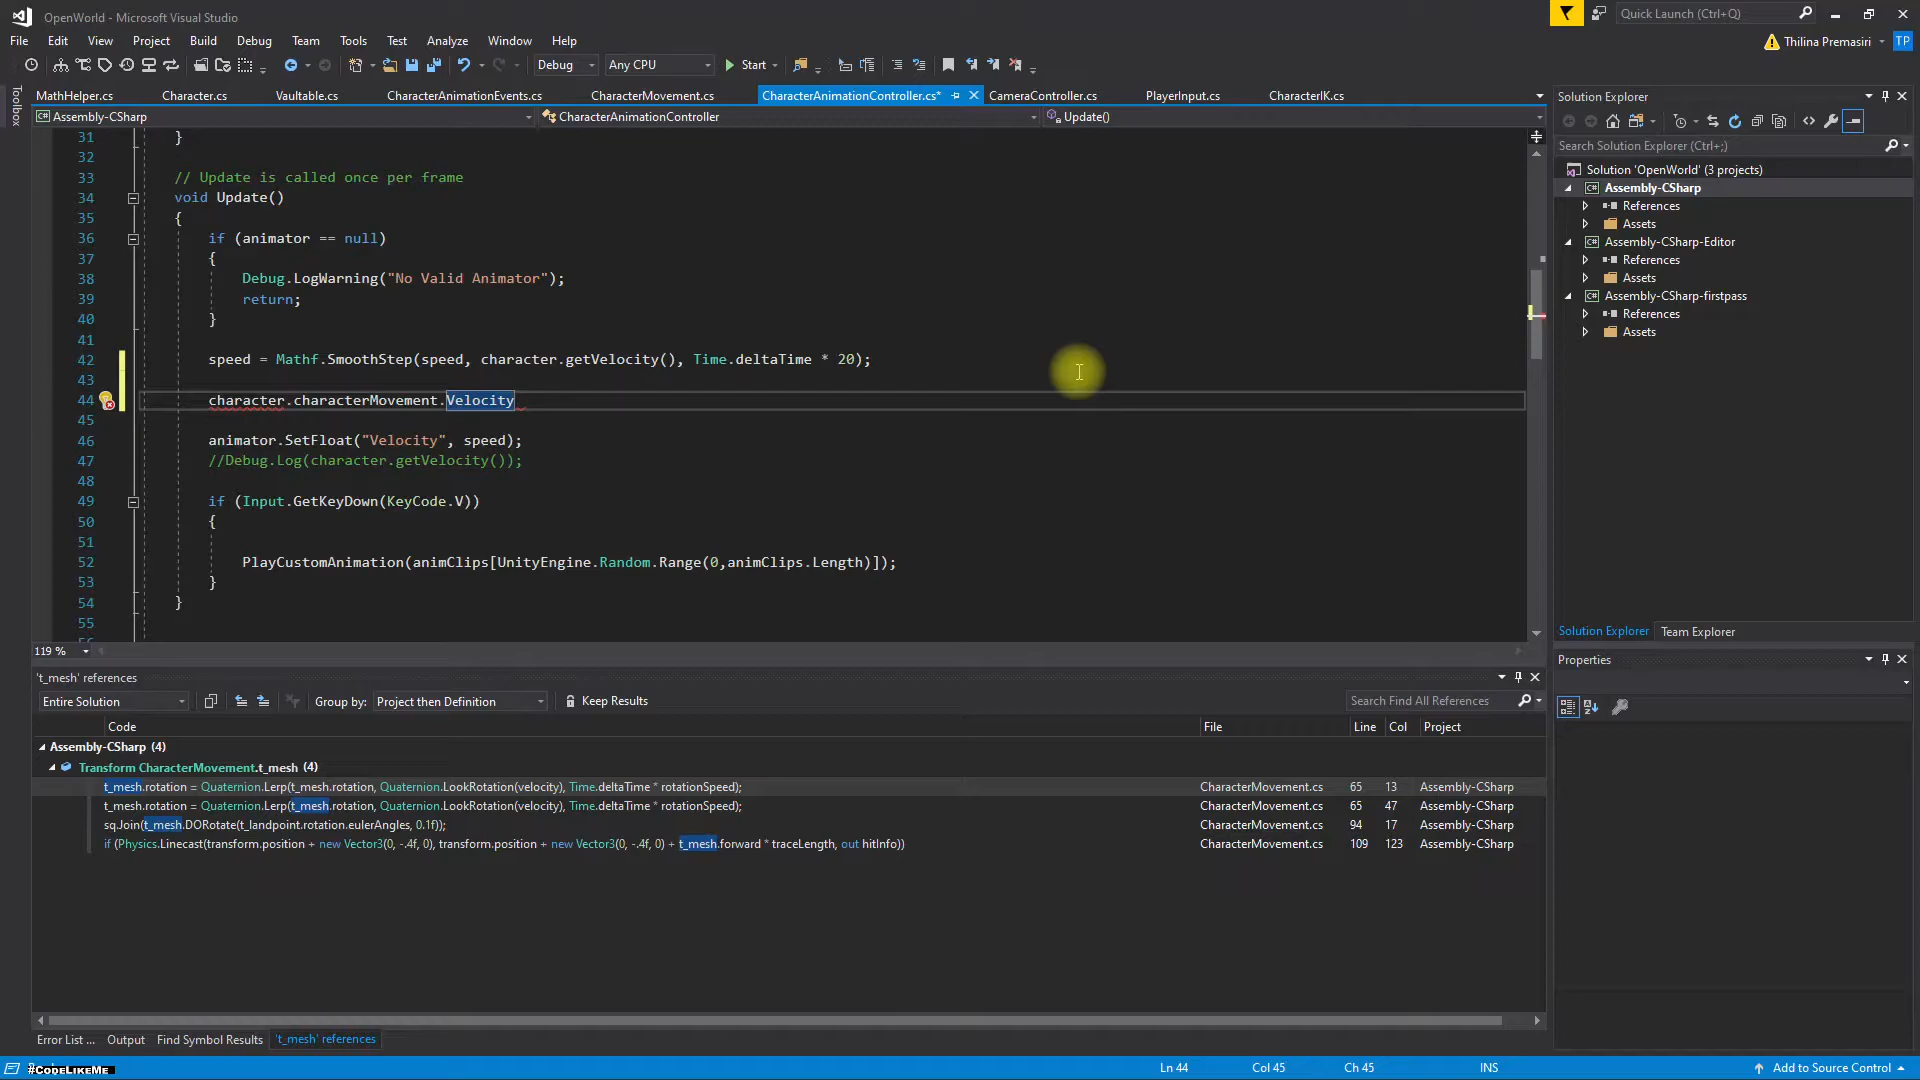 OpenWorld - Microsoft Visual Studio
Quick Launch (Ctrl+Q)
File Edit View Project Build Debug Team Tools Test Analyze Window Help
Thilina Premasiri TP
Debug Any CPU Start
Toolbox
MathHelper.cs Character.cs Vaultable.cs CharacterAnimationEvents.cs CharacterMovement.cs CharacterAnimationController.cs* CameraController.cs PlayerInput.cs CharacterIK.cs
Assembly-CSharp CharacterAnimationController Update()
31 }
32
33 // Update is called once per frame
34 void Update()
35 {
36 if (animator == null)
37 {
38 Debug.LogWarning("No Valid Animator");
39 return;
40 }
41
42 speed = Mathf.SmoothStep(speed, character.getVelocity(), Time.deltaTime * 20);
43
44 character.characterMovement.Velocity
45
46 animator.SetFloat("Velocity", speed);
47 //Debug.Log(character.getVelocity());
48
49 if (Input.GetKeyDown(KeyCode.V))
50 {
51
52 PlayCustomAnimation(animClips[UnityEngine.Random.Range(0,animClips.Length)]);
53 }
54 }
55
119 %
Solution Explorer
Search Solution Explorer (Ctrl+;)
Solution 'OpenWorld' (3 projects)
C# Assembly-CSharp
References
Assets
C# Assembly-CSharp-Editor
References
Assets
C# Assembly-CSharp-firstpass
References
Assets
Solution Explorer Team Explorer
Properties
't_mesh' references
Entire Solution Group by: Project then Definition Keep Results Search Find All References
Code File Line Col Project
Assembly-CSharp (4)
Transform CharacterMovement.t_mesh (4)
t_mesh.rotation = Quaternion.Lerp(t_mesh.rotation, Quaternion.LookRotation(velocity), Time.deltaTime * rotationSpeed); CharacterMovement.cs 65 13 Assembly-CSharp
t_mesh.rotation = Quaternion.Lerp(t_mesh.rotation, Quaternion.LookRotation(velocity), Time.deltaTime * rotationSpeed); CharacterMovement.cs 65 47 Assembly-CSharp
sq.Join(t_mesh.DORotate(t_landpoint.rotation.eulerAngles, 0.1f)); CharacterMovement.cs 94 17 Assembly-CSharp
if (Physics.Linecast(transform.position + new Vector3(0, -.4f, 0), transform.position + new Vector3(0, -.4f, 0) + t_mesh.forward * traceLength, out hitInfo)) CharacterMovement.cs 109 123 Assembly-CSharp
Error List ... Output Find Symbol Results 't_mesh' references
#CodeLikeMe Ln 44 Col 45 Ch 45 INS Add to Source Control